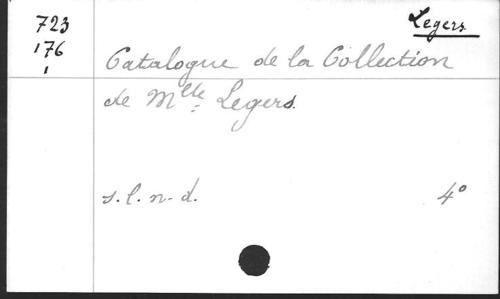 723
176
1
Legers
Catalogue de la Collection
de Mlle Legers.
s. l. n. d.
4°